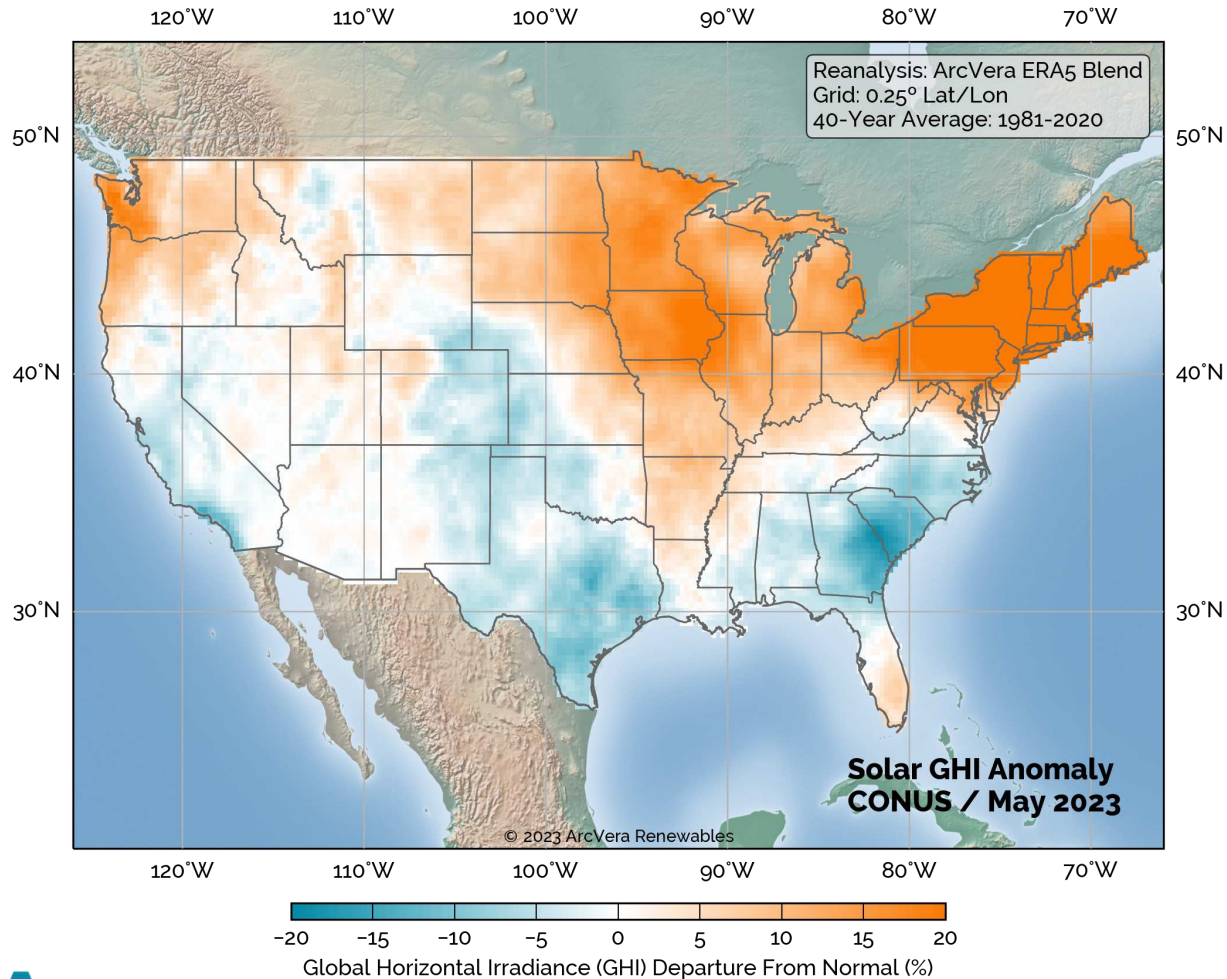 120˚W 110˚W 100˚W 90˚W 80˚W 70˚W
Reanalysis: ArcVera ERA5 Blend
Grid: 0.25º Lat/Lon
40-Year Average: 1981-2020
50˚N 50˚N
40˚N 40˚N
30˚N 30˚N
Solar GHI Anomaly
CONUS / May 2023
© 2023 ArcVera Renewables
120˚W 110˚W 100˚W 90˚W 80˚W 70˚W
−20 −15 −10 −5 0 5 10 15 20
Global Horizontal Irradiance (GHI) Departure From Normal (%)